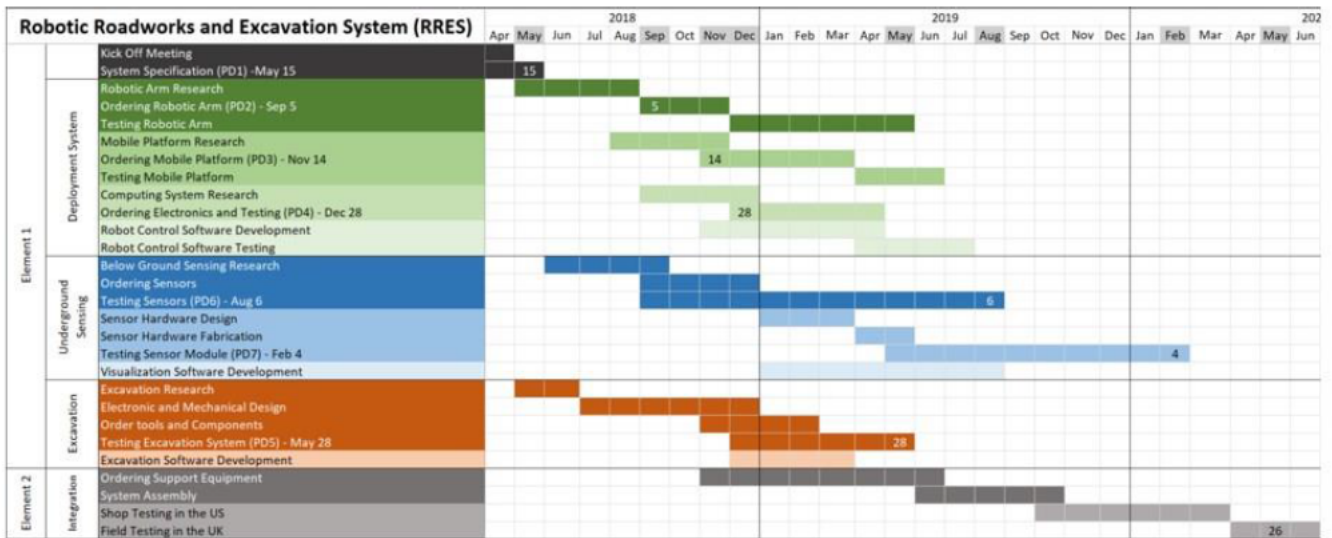 Robotic Roadworks and Excavation System (RRES)
2018 2019 202
Apr May Jun Jul Aug Sep Oct Nov Dec Jan Feb Mar Apr May Jun Jul Aug Sep Oct Nov Dec Jan Feb Mar Apr May Jun
Element 1
Kick Off Meeting
System Specification (PD1) -May 15 15
Deployment System
Robotic Arm Research
Ordering Robotic Arm (PD2) - Sep 5 5
Testing Robotic Arm
Mobile Platform Research
Ordering Mobile Platform (PD3) - Nov 14 14
Testing Mobile Platform
Computing System Research
Ordering Electronics and Testing (PD4) - Dec 28 28
Robot Control Software Development
Robot Control Software Testing
Underground
Sensing
Below Ground Sensing Research
Ordering Sensors
Testing Sensors (PD6) - Aug 6 6
Sensor Hardware Design
Sensor Hardware Fabrication
Testing Sensor Module (PD7) - Feb 4 4
Visualization Software Development
Excavation
Excavation Research
Electronic and Mechanical Design
Order tools and Components
Testing Excavation System (PD5) - May 28 28
Excavation Software Development
Element 2
Integration
Ordering Support Equipment
System Assembly
Shop Testing in the US
Field Testing in the UK 26